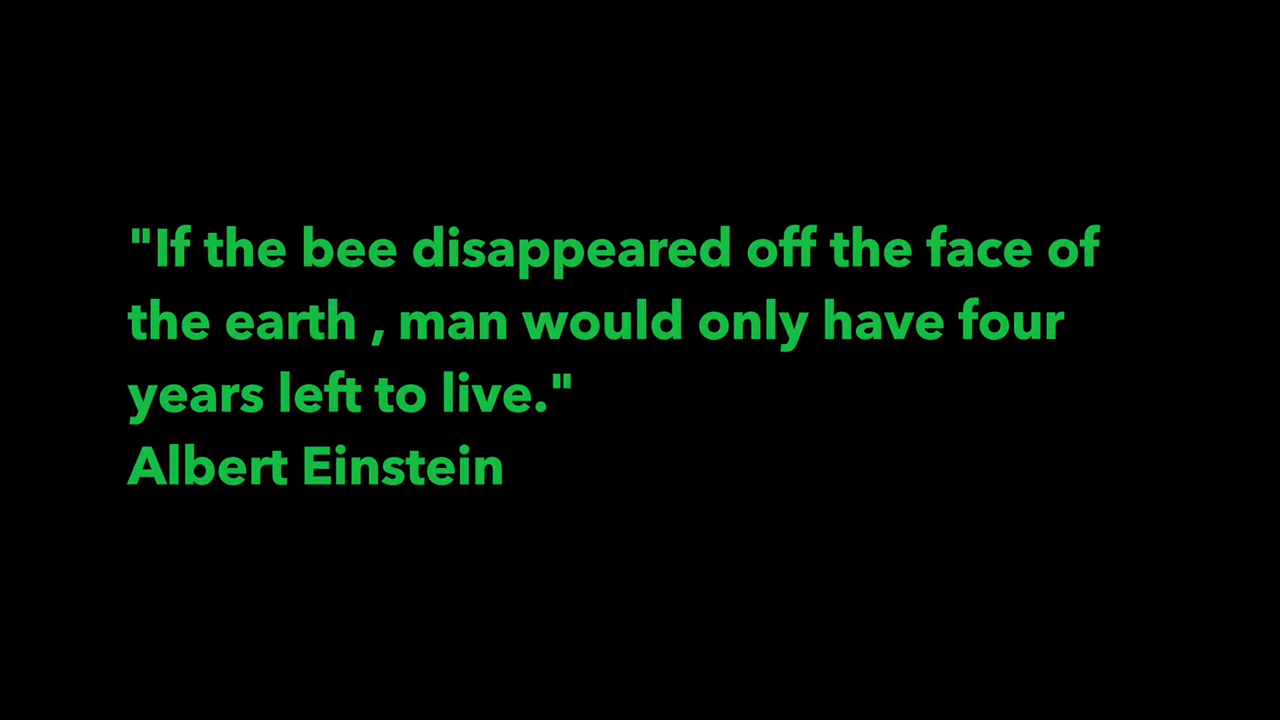 "If the bee disappeared off the face of
the earth , man would only have four
years left to live."
Albert Einstein